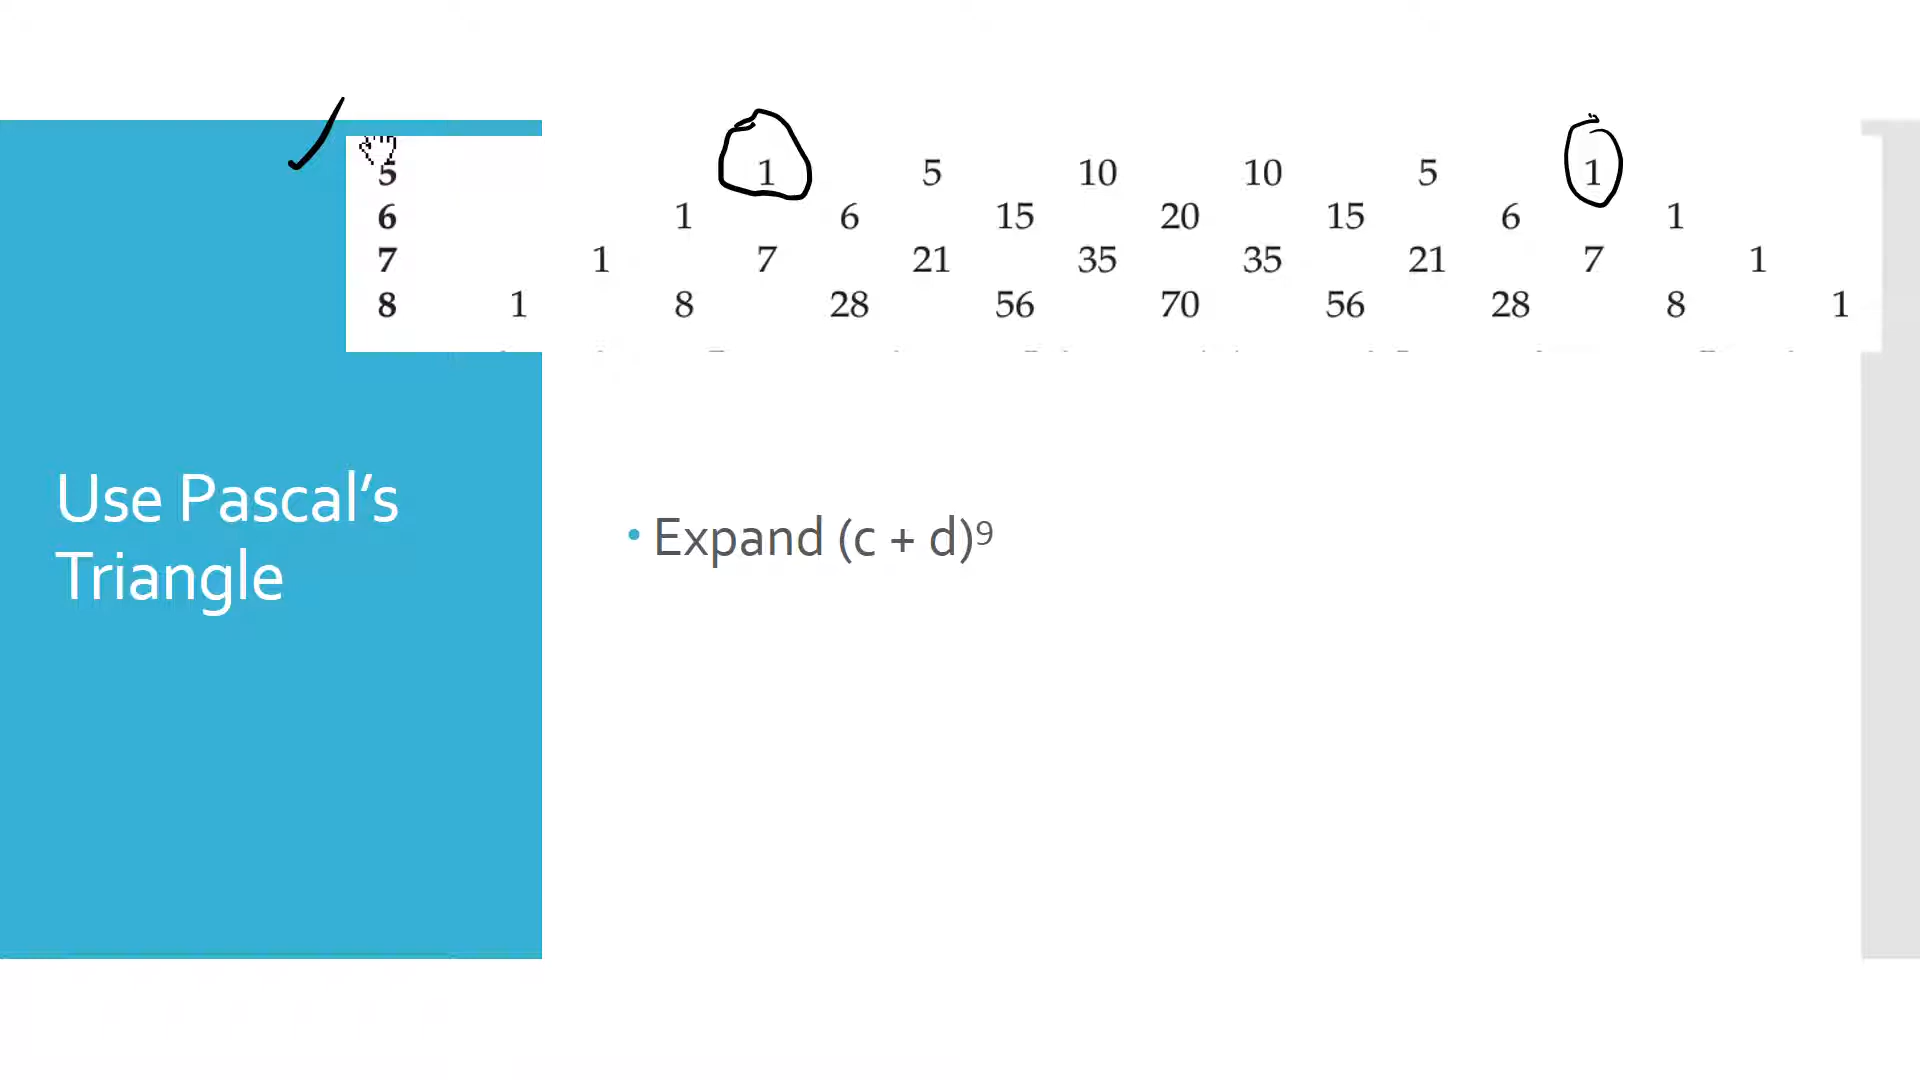 5 1 5 10 10 5 1
6 1 6 15 20 15 6 1
7 1 7 21 35 35 21 7 1
8 1 8 28 56 70 56 28 8 1
Use Pascal’s
Triangle
• Expand (c + d)⁹